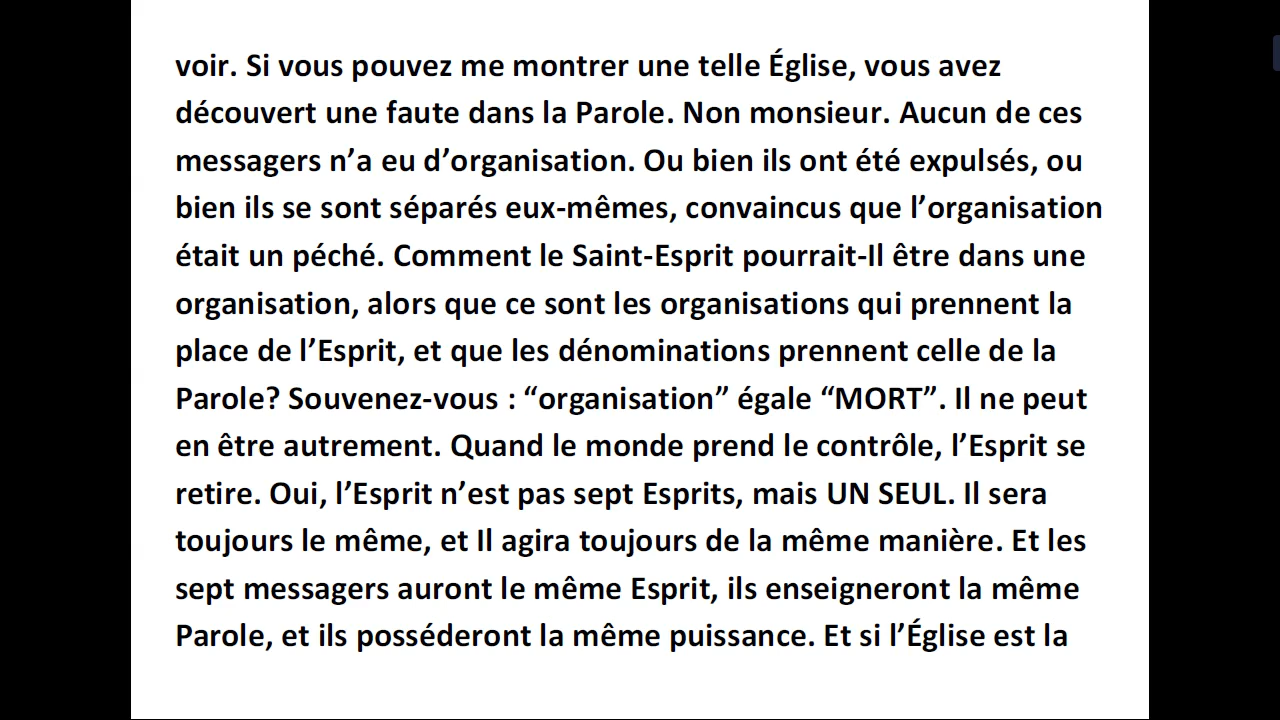 voir. Si vous pouvez me montrer une telle Église, vous avez
découvert une faute dans la Parole. Non monsieur. Aucun de ces
messagers n’a eu d’organisation. Ou bien ils ont été expulsés, ou
bien ils se sont séparés eux-mêmes, convaincus que l’organisation
était un péché. Comment le Saint-Esprit pourrait-Il être dans une
organisation, alors que ce sont les organisations qui prennent la
place de l’Esprit, et que les dénominations prennent celle de la
Parole? Souvenez-vous : “organisation” égale “MORT”. Il ne peut
en être autrement. Quand le monde prend le contrôle, l’Esprit se
retire. Oui, l’Esprit n’est pas sept Esprits, mais UN SEUL. Il sera
toujours le même, et Il agira toujours de la même manière. Et les
sept messagers auront le même Esprit, ils enseigneront la même
Parole, et ils posséderont la même puissance. Et si l’Église est la